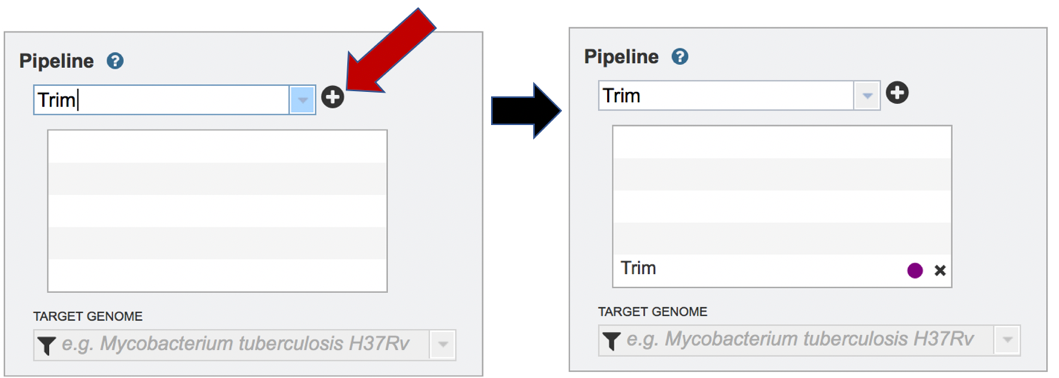 Pipeline ?
Trim
TARGET GENOME
e.g. Mycobacterium tuberculosis H37Rv
Pipeline ?
Trim
Trim
TARGET GENOME
e.g. Mycobacterium tuberculosis H37Rv